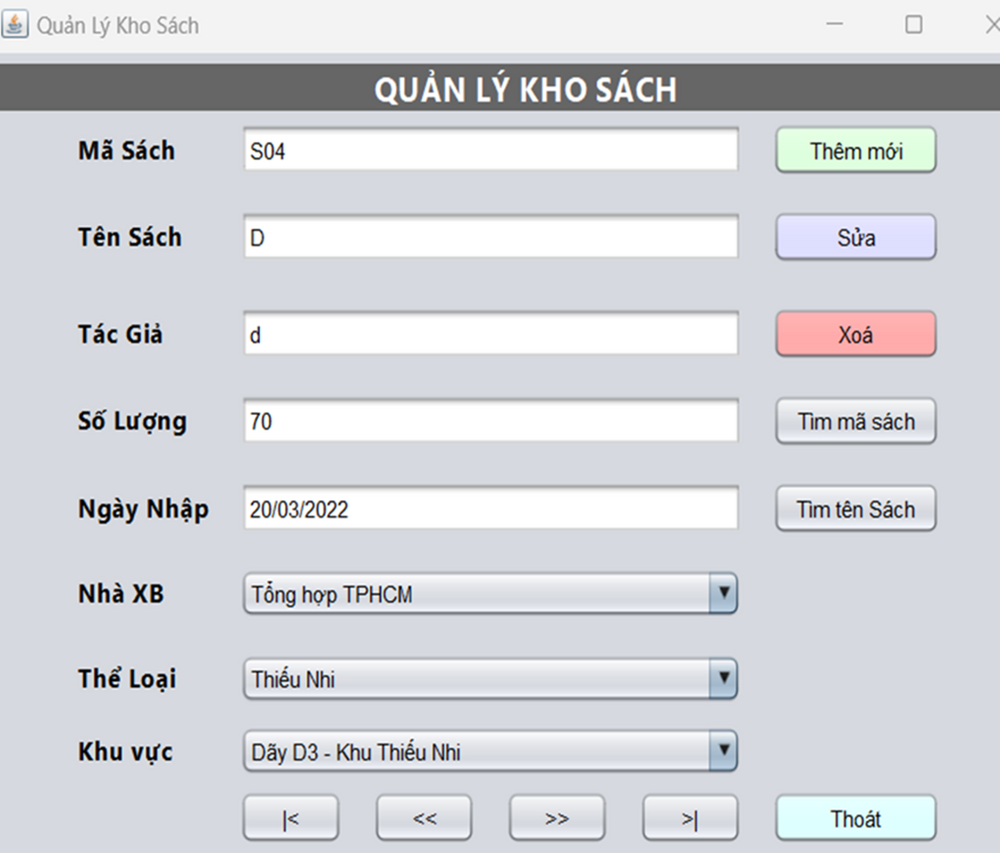 Quản Lý Kho Sách
QUẢN LÝ KHO SÁCH
Mã Sách S04 Thêm mới
Tên Sách D Sửa
Tác Giả d Xoá
Số Lượng 70 Tìm mã sách
Ngày Nhập 20/03/2022 Tìm tên Sách
Nhà XB Tổng hợp TPHCM
Thể Loại Thiếu Nhi
Khu vực Dãy D3 - Khu Thiếu Nhi
|< << >> >| Thoát